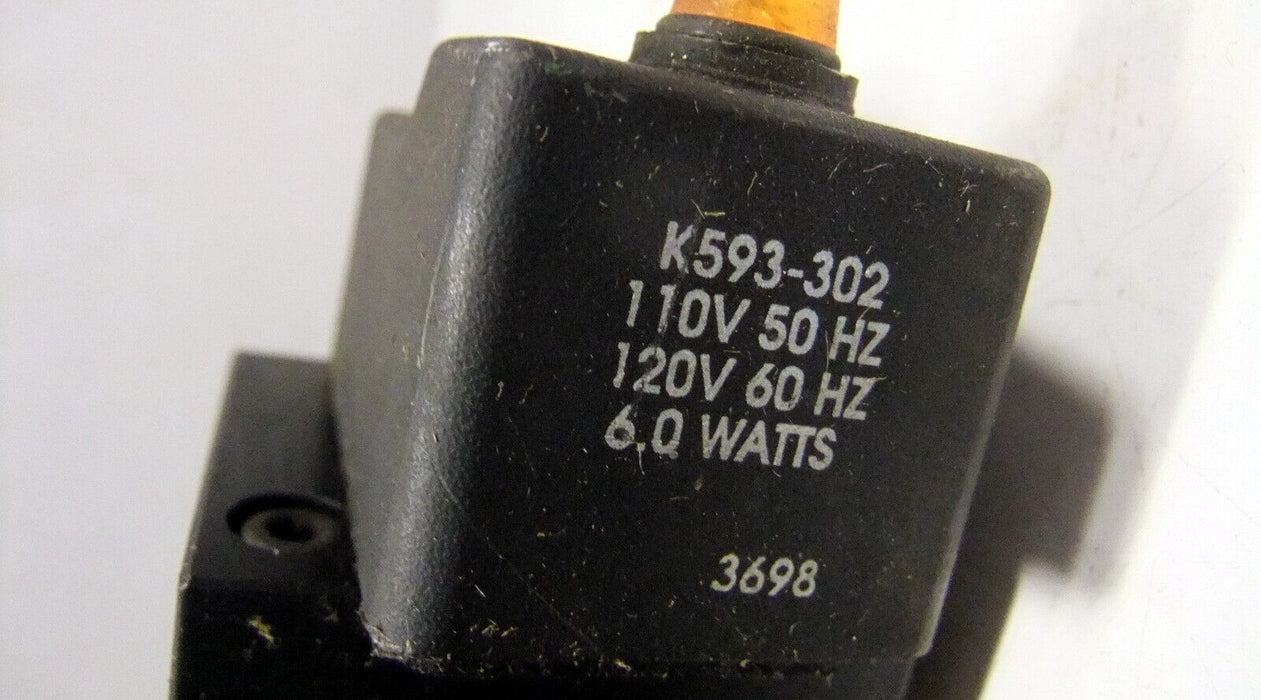 K593-302
110V 50 HZ
120V 60 HZ
6.0 WATTS
3698